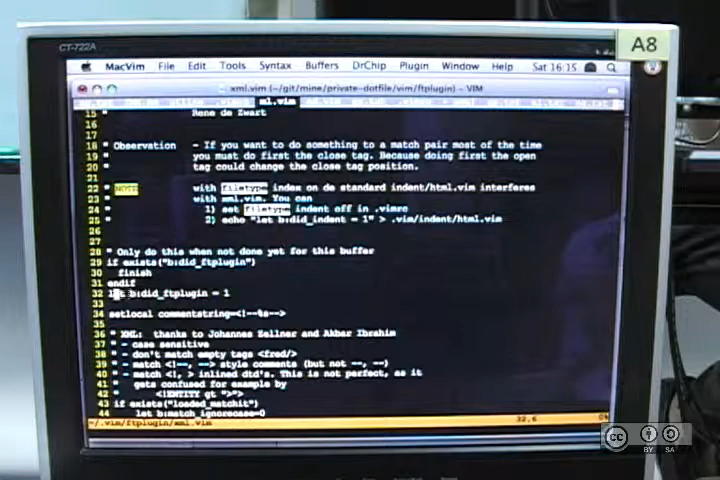 CT-722A
A8
MacVim File Edit Tools Syntax Buffers DrChip Plugin Window Help Sat 16:15
xml.vim (~/git/mine/private-dotfile/vim/ftplugin) - VIM
ml.vim
15 " Rene de Zwart
16 "
17 "
18 " Observation - If you want to do something to a match pair most of the time
19 " you must do first the close tag. Because doing first the open
20 " tag could change the close tag position.
21 "
22 " NOTE with filetype index on de standard indent/html.vim interferes
23 " with xml.vim. You can
24 " 1) set filetype indent off in .vimrc
25 " 2) echo "let b:did_indent = 1" > .vim/indent/html.vim
26
27
28 " Only do this when not done yet for this buffer
29 if exists("b:did_ftplugin")
30 finish
31 endif
32 let b:did_ftplugin = 1
33
34 setlocal commentstring=<!--%s-->
35
36 " XML: thanks to Johannes Zellner and Akbar Ibrahim
37 " - case sensitive
38 " - don't match empty tags <fred/>
39 " - match <!--, --> style comments (but not --, --)
40 " - match <!, > inlined dtd's. This is not perfect, as it
41 " gets confused for example by
42 " <!ENTITY gt ">">
43 if exists("loaded_matchit")
44 let b:match_ignorecase=0
~/.vim/ftplugin/xml.vim 32,6
cc BY SA